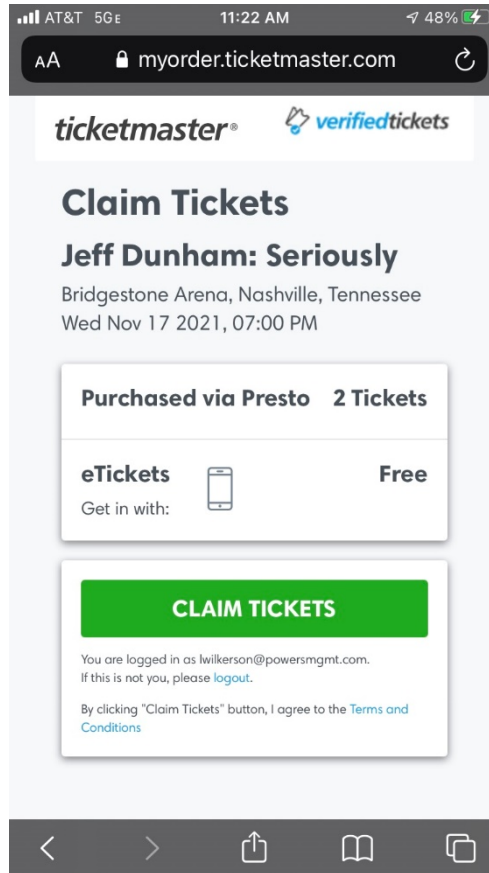 AT&T 5GE 11:22 AM 48%
AA myorder.ticketmaster.com
ticketmaster® verifiedtickets
Claim Tickets
Jeff Dunham: Seriously
Bridgestone Arena, Nashville, Tennessee
Wed Nov 17 2021, 07:00 PM
Purchased via Presto 2 Tickets
eTickets Free
Get in with:
CLAIM TICKETS
You are logged in as lwilkerson@powersmgmt.com.
If this is not you, please logout.
By clicking "Claim Tickets" button, I agree to the Terms and
Conditions